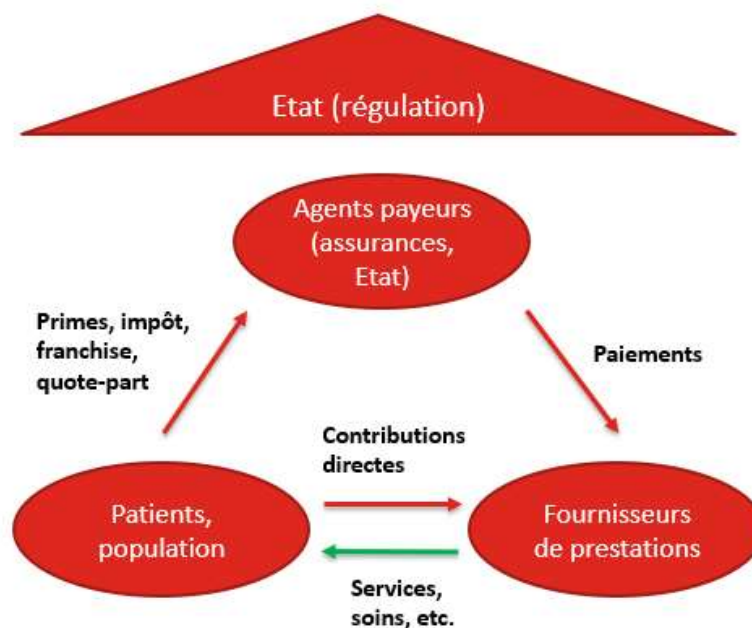 Etat (régulation)
Agents payeurs
(assurances,
Etat)
Primes, impôt,
franchise,
quote-part
Paiements
Contributions
directes
Patients,
population
Fournisseurs
de prestations
Services,
soins, etc.